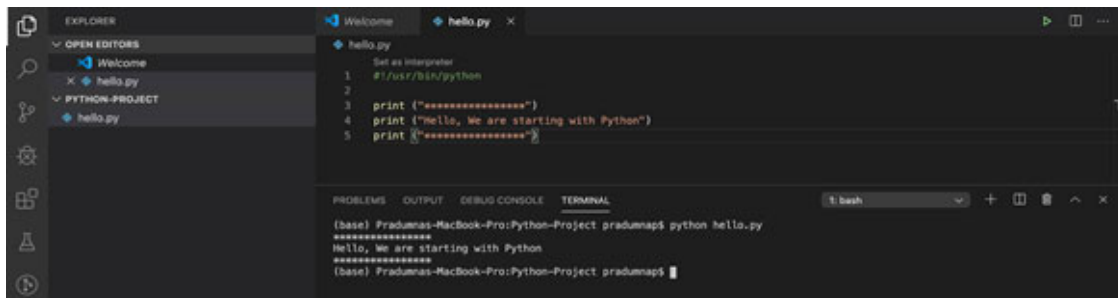 EXPLORER
OPEN EDITORS
Welcome
hello.py
PYTHON-PROJECT
hello.py
Welcome
hello.py
hello.py
Set as interpreter
1 #!/usr/bin/python
2
3 print ("****************")
4 print ("Hello, We are starting with Python")
5 print ("****************")
PROBLEMS OUTPUT DEBUG CONSOLE TERMINAL
1: bash
(base) Pradumnas-MacBook-Pro:Python-Project pradumnap$ python hello.py
****************
Hello, We are starting with Python
****************
(base) Pradumnas-MacBook-Pro:Python-Project pradumnap$